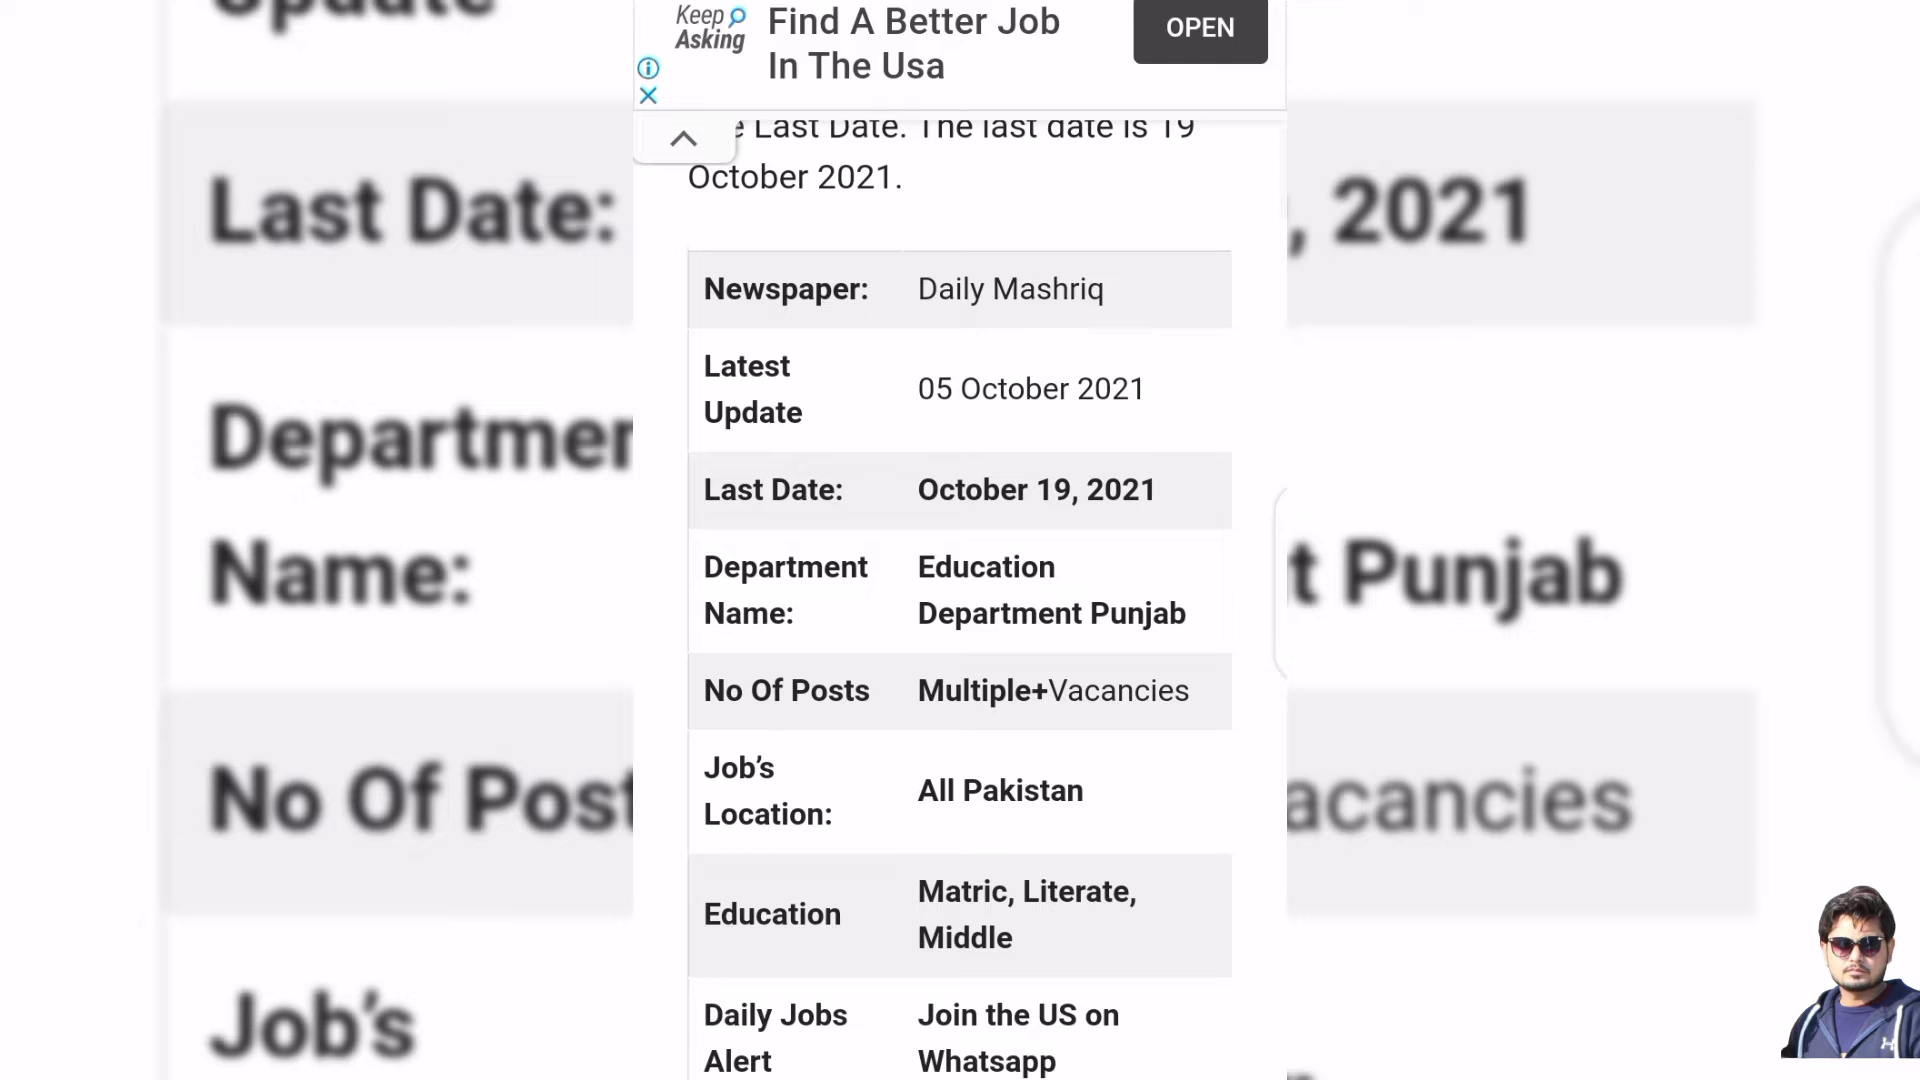 Keep
Asking
Find A Better Job
In The Usa
OPEN
e Last Date. The last date is 19
October 2021.
Newspaper: Daily Mashriq
Latest
Update
05 October 2021
Last Date: October 19, 2021
Department
Name:
Education
Department Punjab
No Of Posts Multiple+Vacancies
Job’s
Location:
All Pakistan
Education
Matric, Literate,
Middle
Daily Jobs
Alert
Join the US on
Whatsapp
Update
Last Date:
, 2021
Departmen
Name:
t Punjab
No Of Post
acancies
Job’s